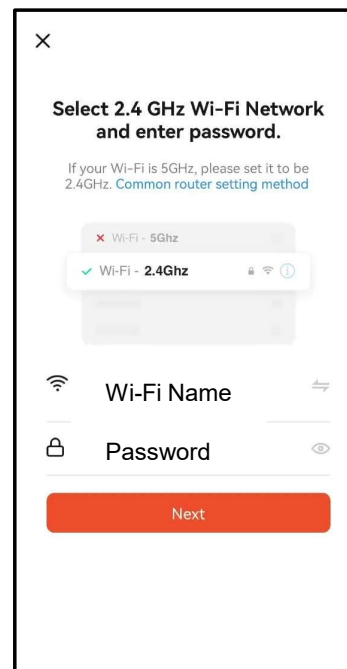 Select 2.4 GHz Wi-Fi Network
and enter password.
If your Wi-Fi is 5GHz, please set it to be
2.4GHz. Common router setting method
Wi-Fi - 5Ghz
Wi-Fi - 2.4Ghz
Wi-Fi Name
Password
Next